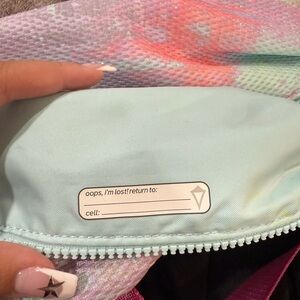 oops, i'm lost! return to:
cell: